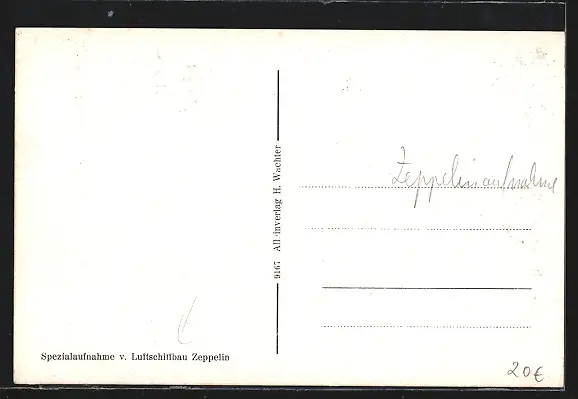 Spezialaufnahme v. Luftschiffbau Zeppelin
9167 Alleinverlag H. Wachter
Zeppelinaufnahme
20€